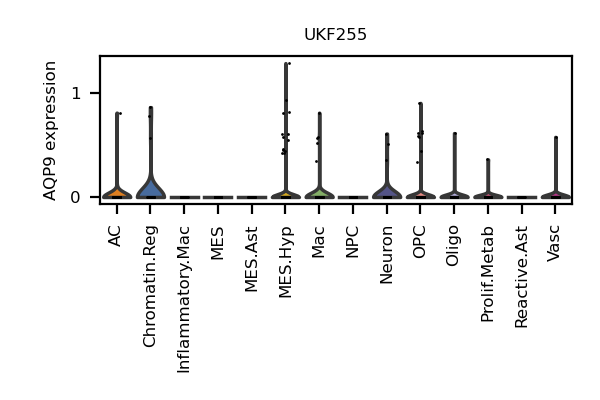 UKF255
AQP9 expression
1
0
AC
Chromatin.Reg
Inflammatory.Mac
MES
MES.Ast
MES.Hyp
Mac
NPC
Neuron
OPC
Oligo
Prolif.Metab
Reactive.Ast
Vasc